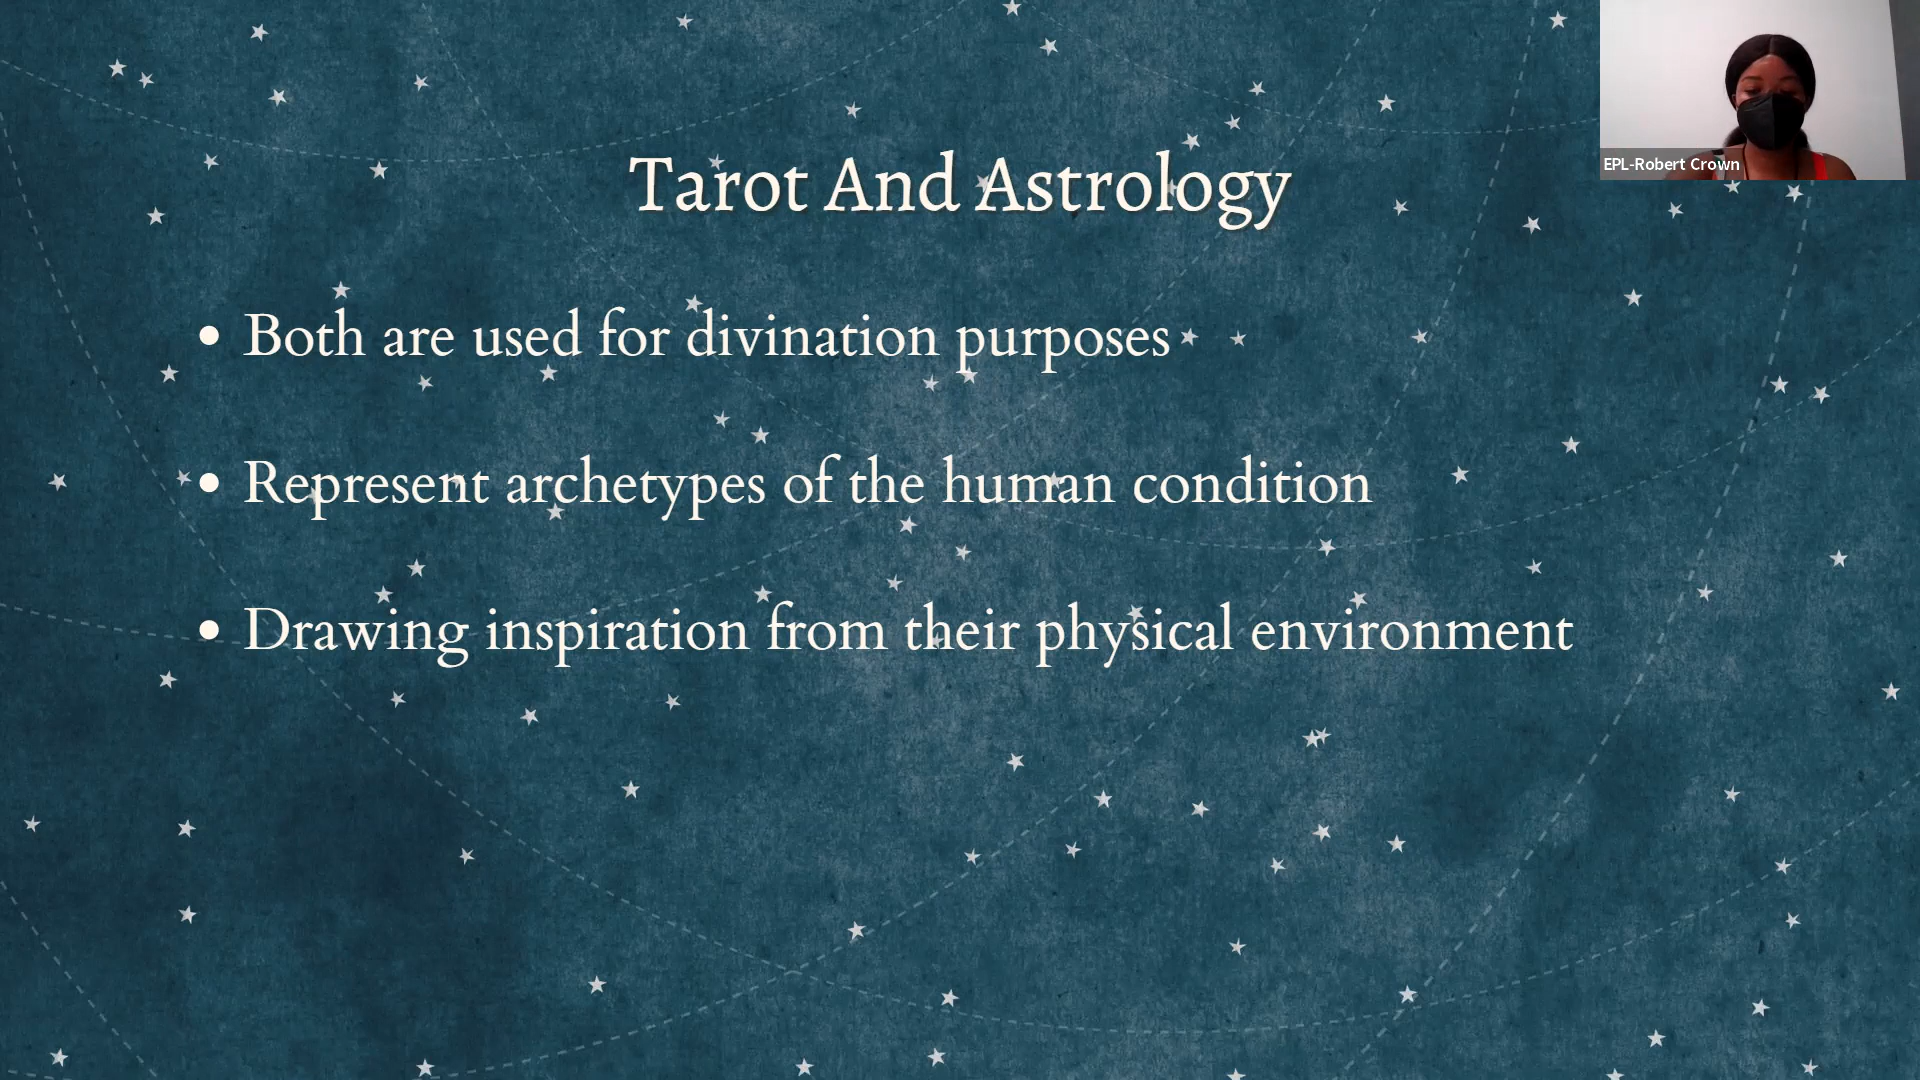 Tarot And Astrology
EPL-Robert Crown
• Both are used for divination purposes
• Represent archetypes of the human condition
• Drawing inspiration from their physical environment